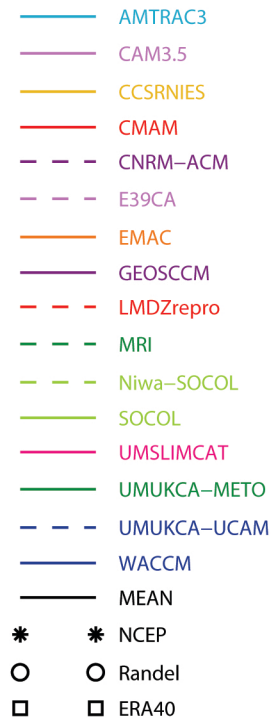 AMTRAC3
CAM3.5
CCSRNIES
CMAM
CNRM−ACM
E39CA
EMAC
GEOSCCM
LMDZrepro
MRI
Niwa−SOCOL
SOCOL
UMSLIMCAT
UMUKCA−METO
UMUKCA−UCAM
WACCM
MEAN
NCEP
Randel
ERA40